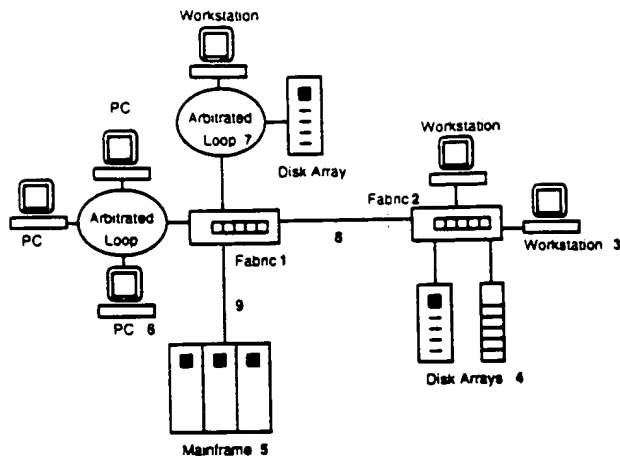 Workstation
PC
Arbitrated
Loop 7
Disk Array
Workstation
Fabric 2
PC
Arbitrated
Loop
Fabric 1
8
Workstation 3
PC 6
9
Disk Arrays 4
Mainframe 5